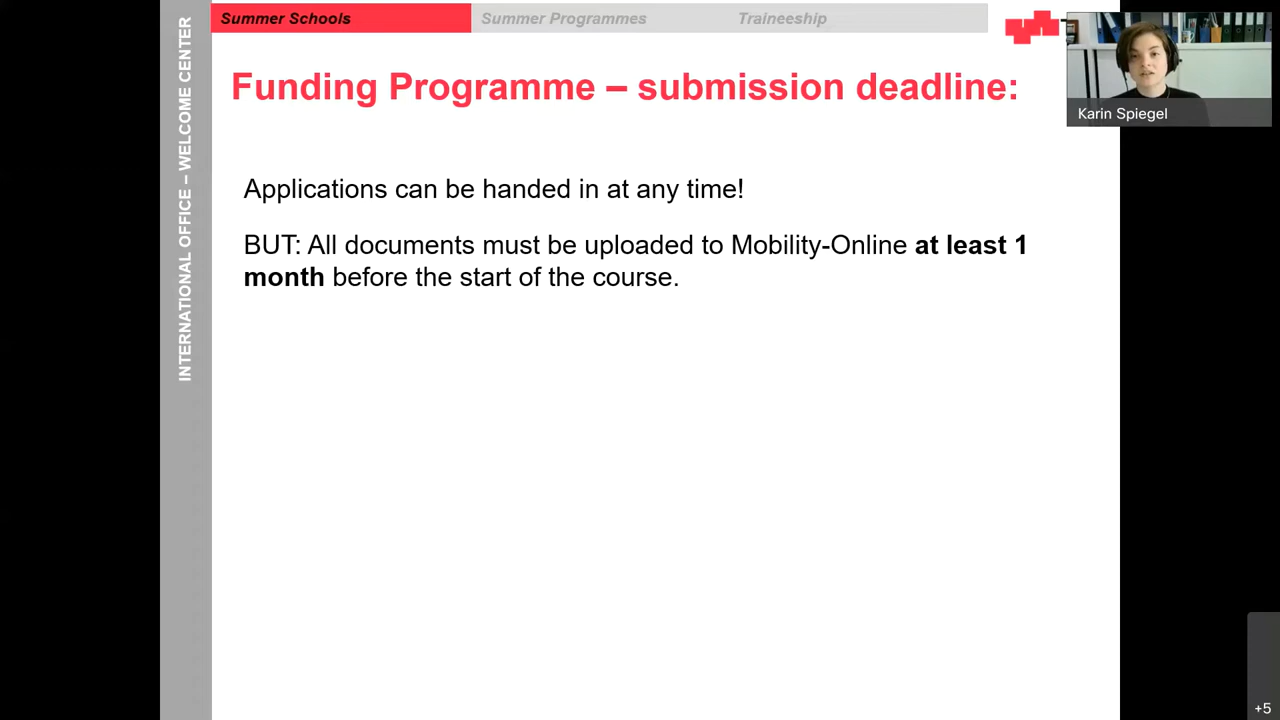 Summer Schools
Summer Programmes
Traineeship
INTERNATIONAL OFFICE – WELCOME CENTER
Funding Programme – submission deadline:
Karin Spiegel
Applications can be handed in at any time!
BUT: All documents must be uploaded to Mobility-Online at least 1
month before the start of the course.
+5